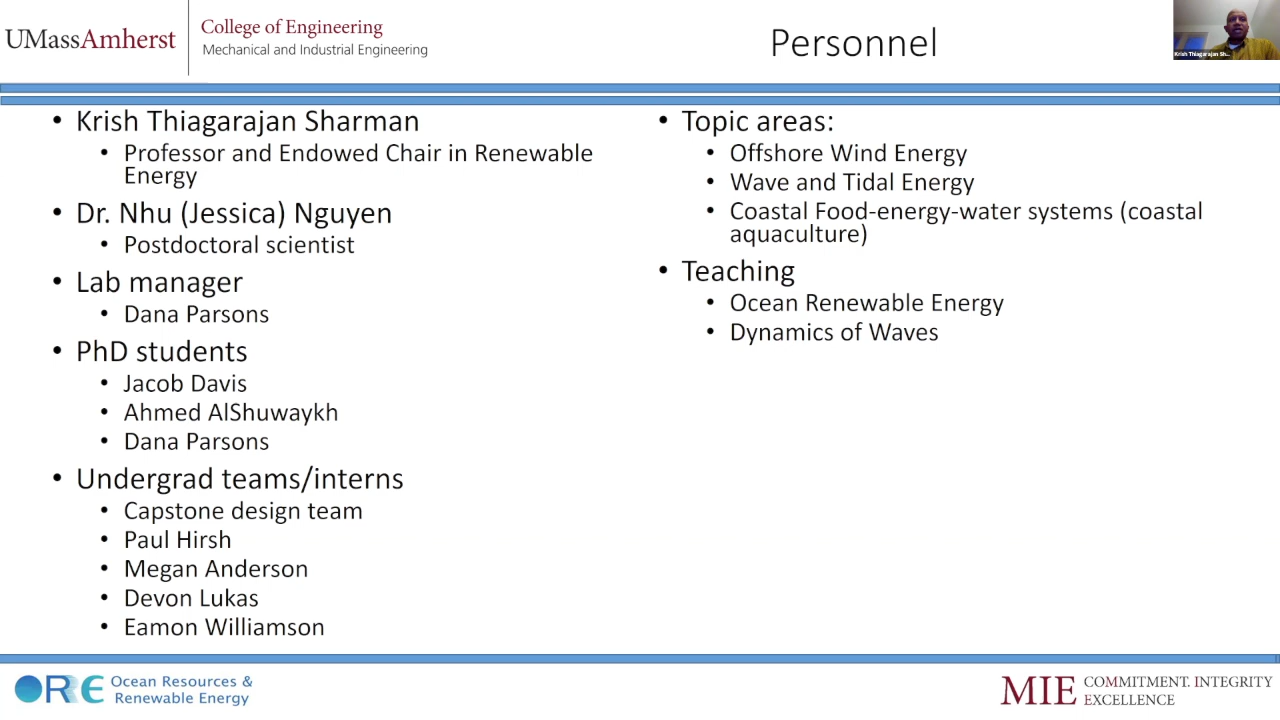 UMassAmherst
College of Engineering
Mechanical and Industrial Engineering
Personnel
Krish Thiagarajan Sh...
• Krish Thiagarajan Sharman
• Professor and Endowed Chair in Renewable
Energy
• Dr. Nhu (Jessica) Nguyen
• Postdoctoral scientist
• Lab manager
• Dana Parsons
• PhD students
• Jacob Davis
• Ahmed AlShuwaykh
• Dana Parsons
• Undergrad teams/interns
• Capstone design team
• Paul Hirsh
• Megan Anderson
• Devon Lukas
• Eamon Williamson
• Topic areas:
• Offshore Wind Energy
• Wave and Tidal Energy
• Coastal Food-energy-water systems (coastal
aquaculture)
• Teaching
• Ocean Renewable Energy
• Dynamics of Waves
ORE
Ocean Resources &
Renewable Energy
MIE
COMMITMENT. INTEGRITY
EXCELLENCE